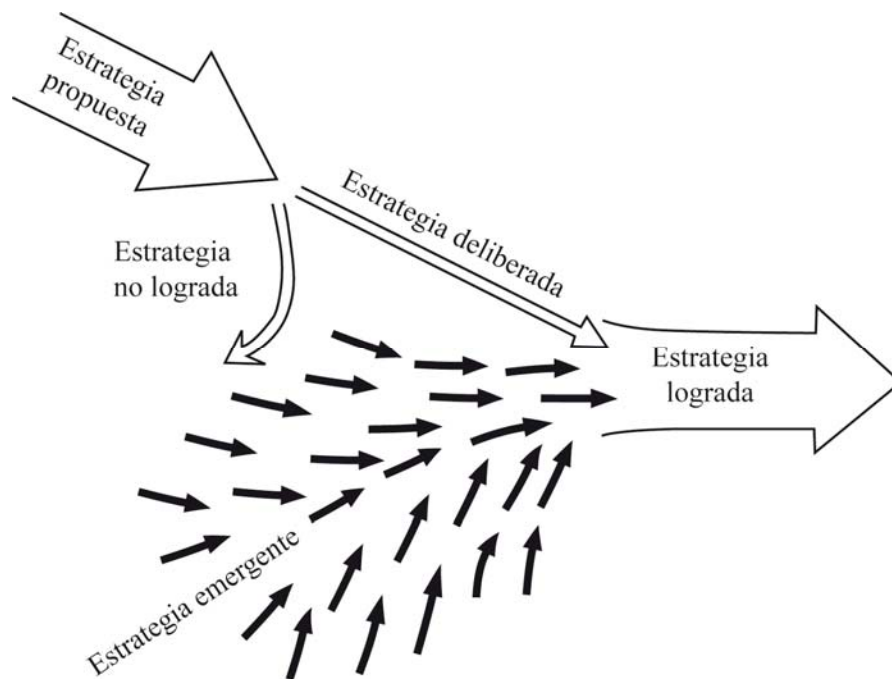 Estrategia
propuesta
Estrategia deliberada
Estrategia
no lograda
Estrategia
lograda
Estrategia emergente